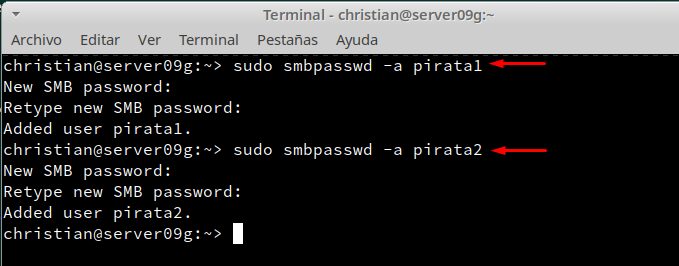 Terminal - christian@server09g:~
Archivo Editar Ver Terminal Pestañas Ayuda
christian@server09g:~> sudo smbpasswd -a pirata1
New SMB password:
Retype new SMB password:
Added user pirata1.
christian@server09g:~> sudo smbpasswd -a pirata2
New SMB password:
Retype new SMB password:
Added user pirata2.
christian@server09g:~>